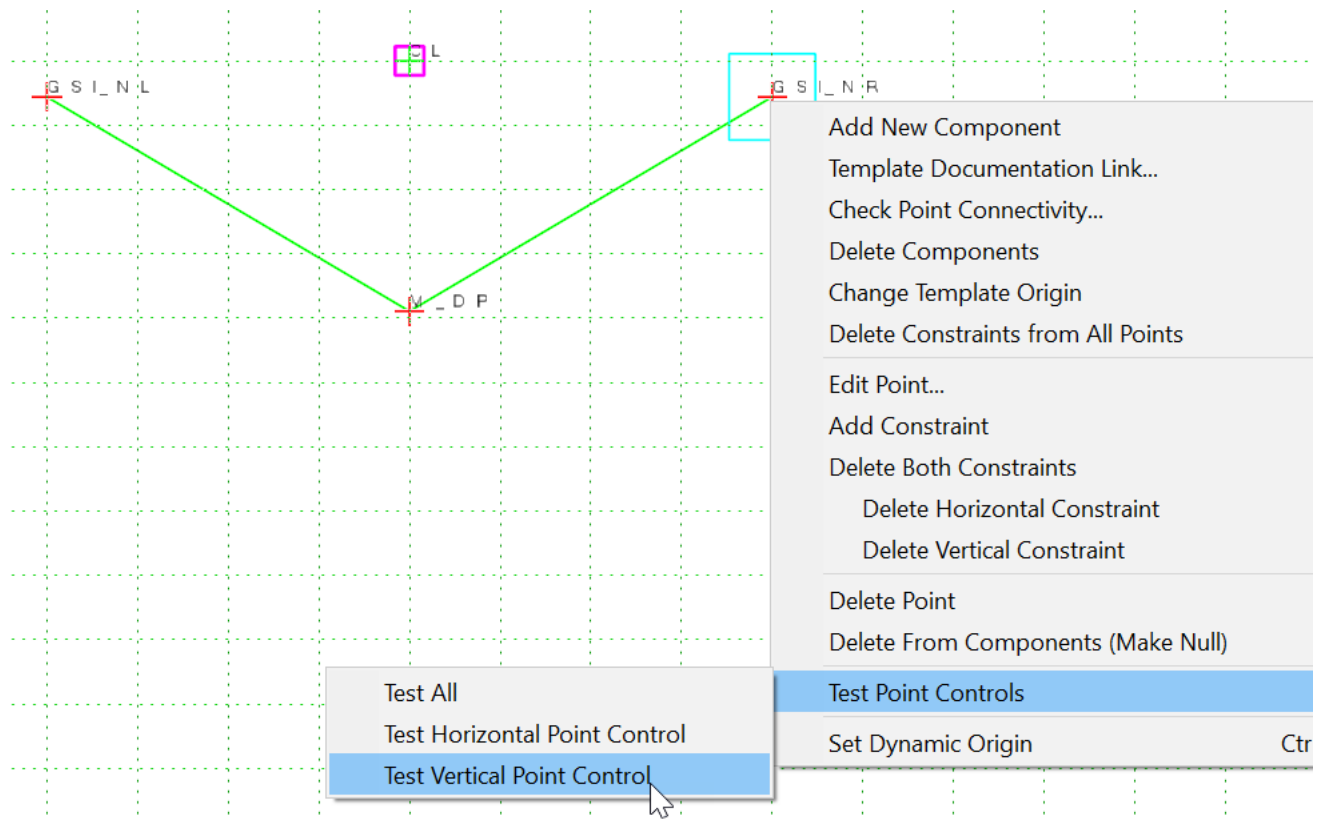 CL
GSI_NL
GSI_NR
Add New Component
Template Documentation Link...
Check Point Connectivity...
Delete Components
Change Template Origin
Delete Constraints from All Points
M_DP
Edit Point...
Add Constraint
Delete Both Constraints
Delete Horizontal Constraint
Delete Vertical Constraint
Delete Point
Delete From Components (Make Null)
Test Point Controls
Test All
Test Horizontal Point Control
Test Vertical Point Control
Set Dynamic Origin
Ctr